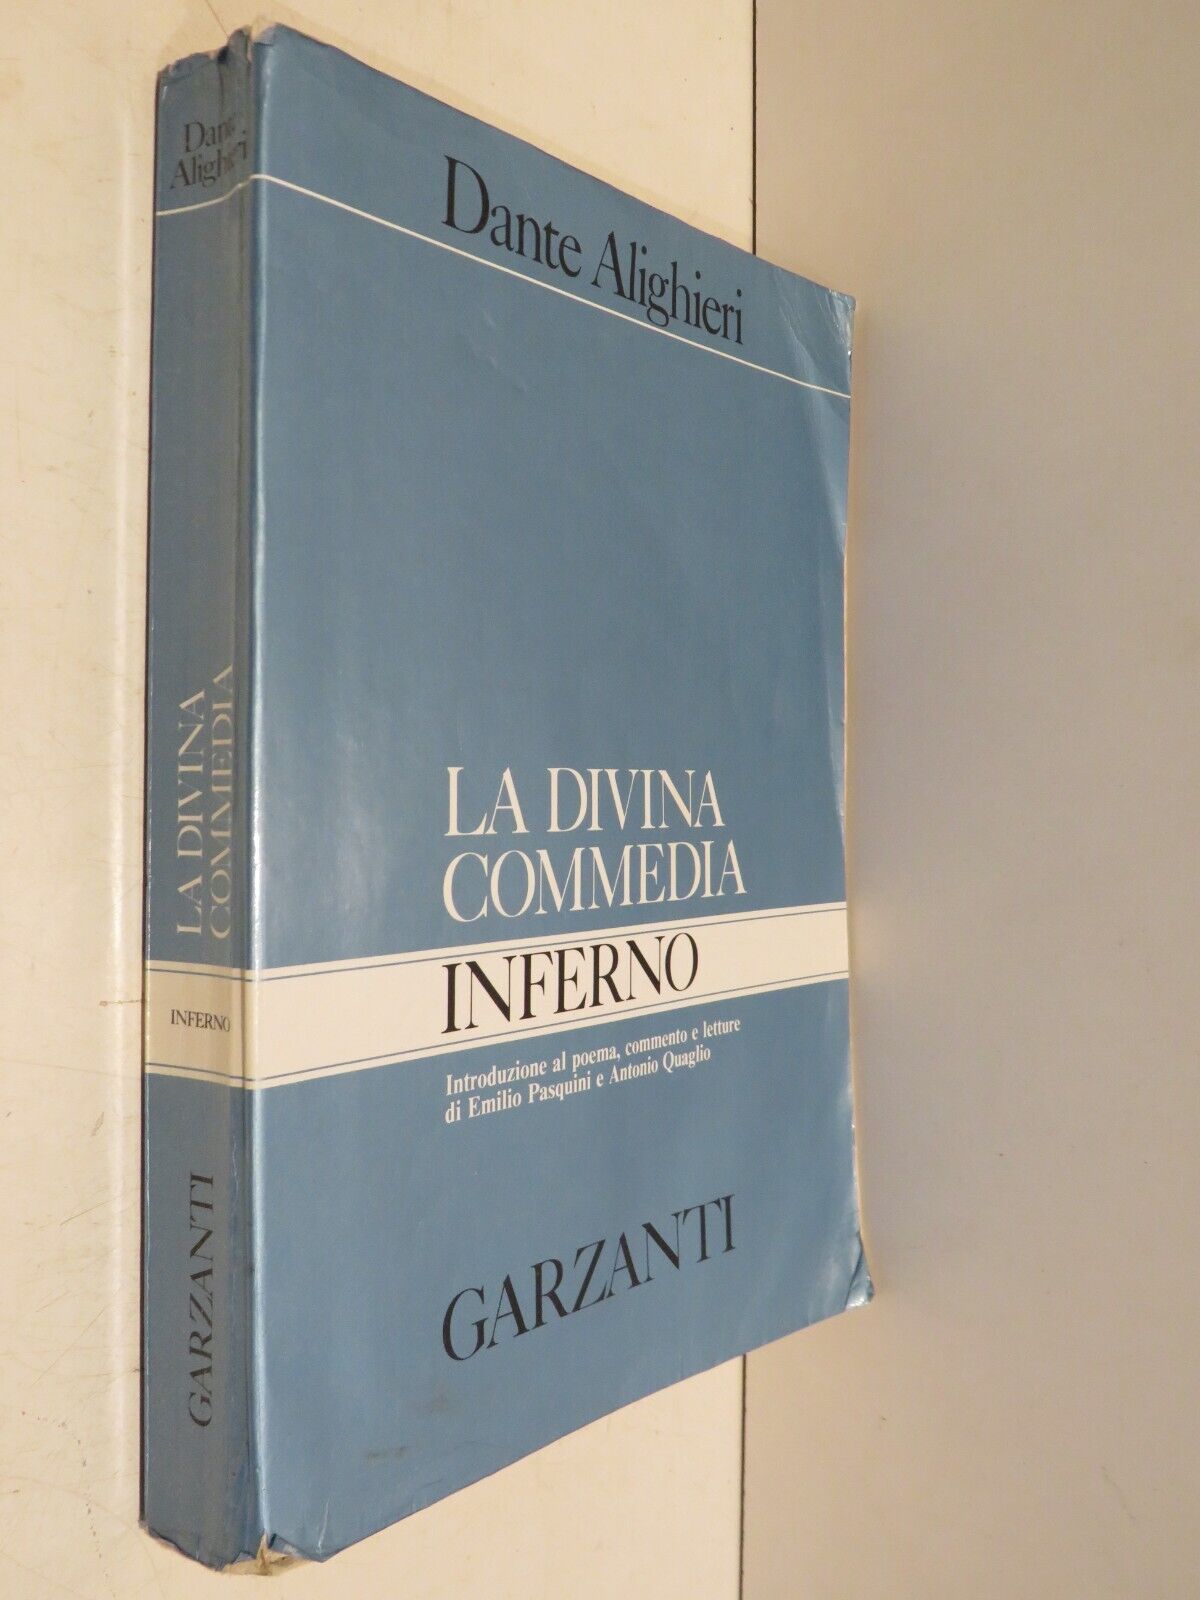 Dante
Alighieri
LA DIVINA
COMMEDIA
INFERNO
GARZANTI
Dante Alighieri
LA DIVINA
COMMEDIA
INFERNO
Introduzione al poema, commento e letture
di Emilio Pasquini e Antonio Quaglio
GARZANTI